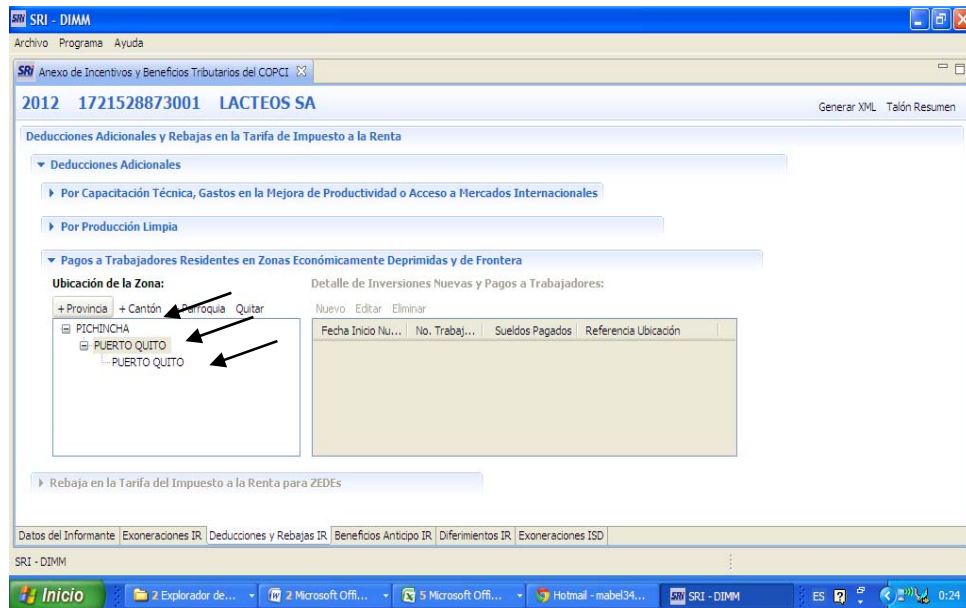 SRI SRI - DIMM
Archivo Programa Ayuda
SRI Anexo de Incentivos y Beneficios Tributarios del COPCI
2012 1721528873001 LACTEOS SA
Generar XML Talón Resumen
Deducciones Adicionales y Rebajas en la Tarifa de Impuesto a la Renta
Deducciones Adicionales
Por Capacitación Técnica, Gastos en la Mejora de Productividad o Acceso a Mercados Internacionales
Por Producción Limpia
Pagos a Trabajadores Residentes en Zonas Económicamente Deprimidas y de Frontera
Ubicación de la Zona: Detalle de Inversiones Nuevas y Pagos a Trabajadores:
+ Provincia + Cantón Parroquia Quitar Nuevo Editar Eliminar
PICHINCHA
PUERTO QUITO
PUERTO QUITO
Fecha Inicio Nu... No. Trabaj... Sueldos Pagados Referencia Ubicación
Rebaja en la Tarifa del Impuesto a la Renta para ZEDEs
Datos del Informante Exoneraciones IR Deducciones y Rebajas IR Beneficios Anticipo IR Diferimientos IR Exoneraciones ISD
SRI - DIMM
Inicio 2 Explorador de... 2 Microsoft Offi... 5 Microsoft Offi... Hotmail - mabel34... SRI SRI - DIMM ES 0:24